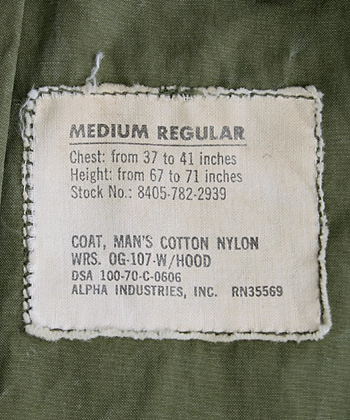 MEDIUM REGULAR
Chest: from 37 to 41 inches
Height: from 67 to 71 inches
Stock No.: 8405-782-2939
COAT, MAN'S COTTON NYLON
WRS. OG-107-W/HOOD
DSA 100-70-C-0606
ALPHA INDUSTRIES, INC. RN35569